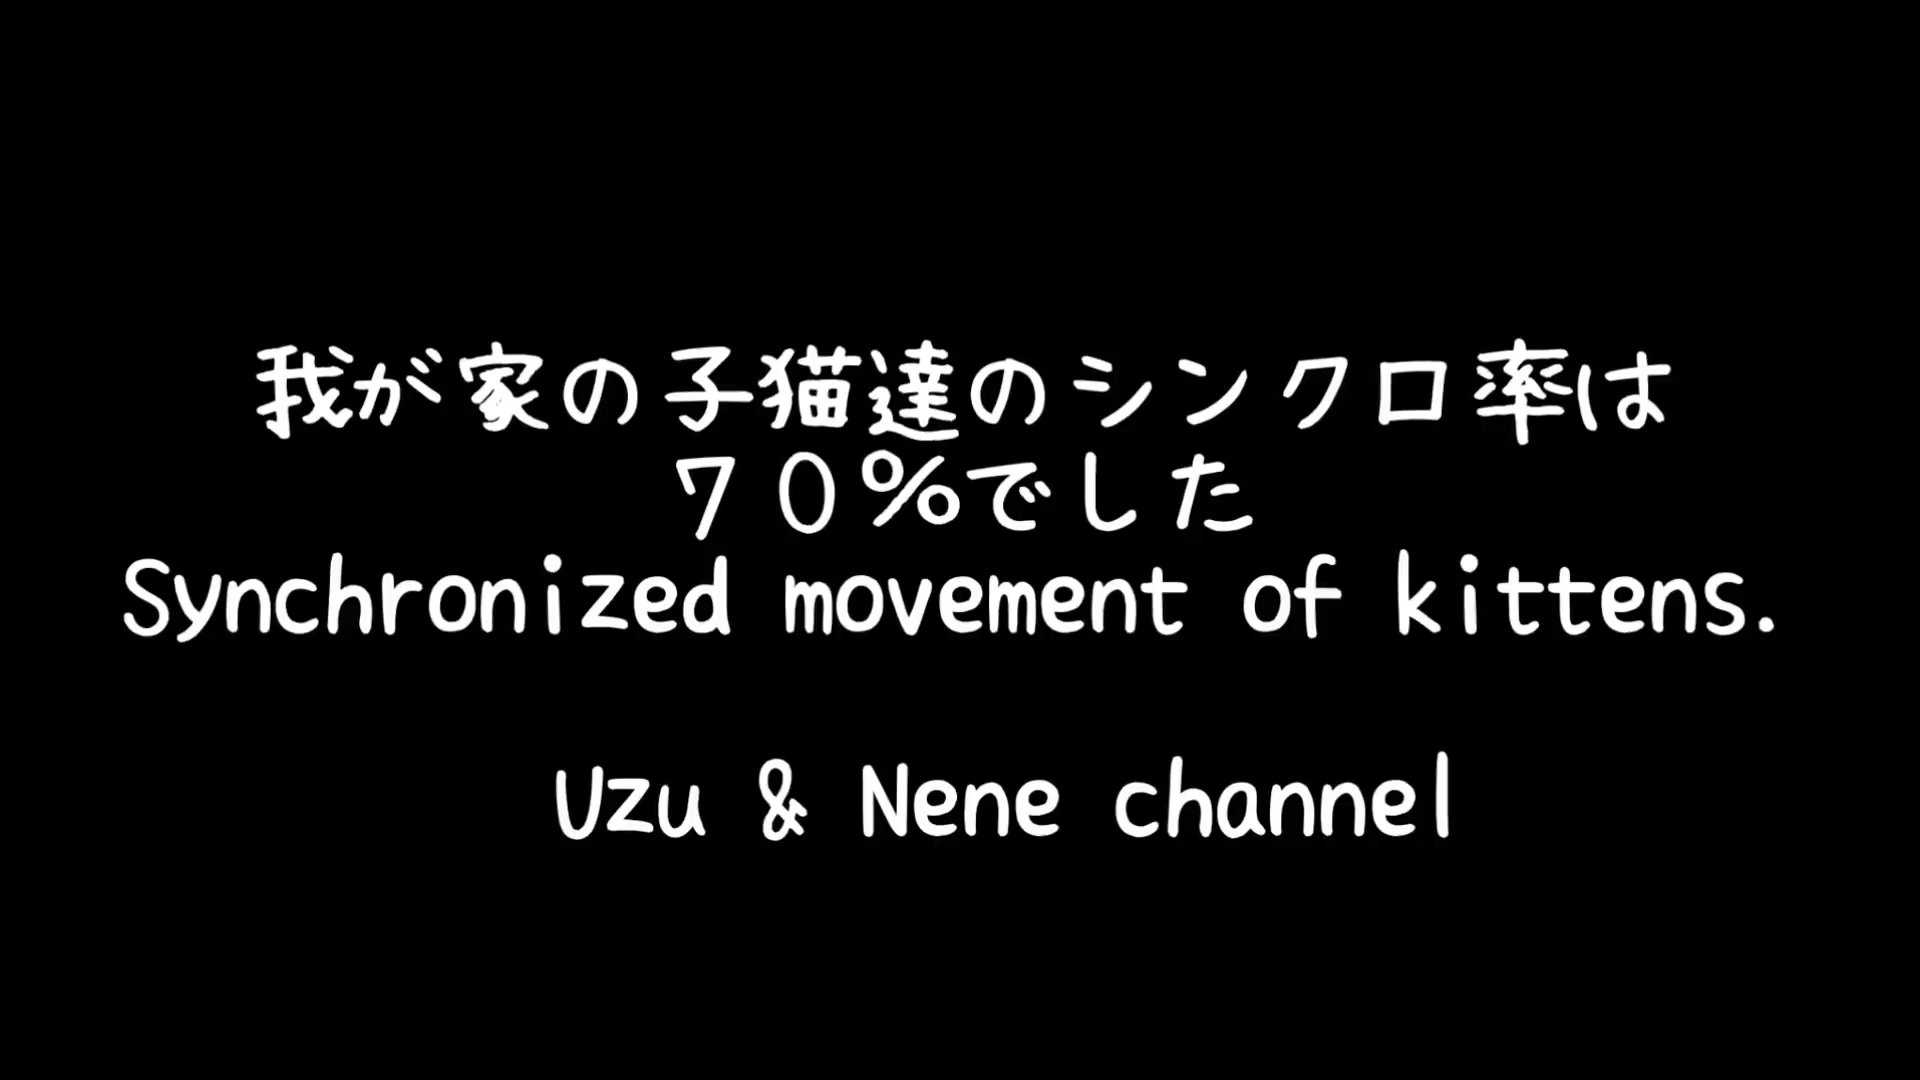 我が家の子猫達のシンクロ率は
７０％でした
Synchronized movement of kittens.
Uzu & Nene channel